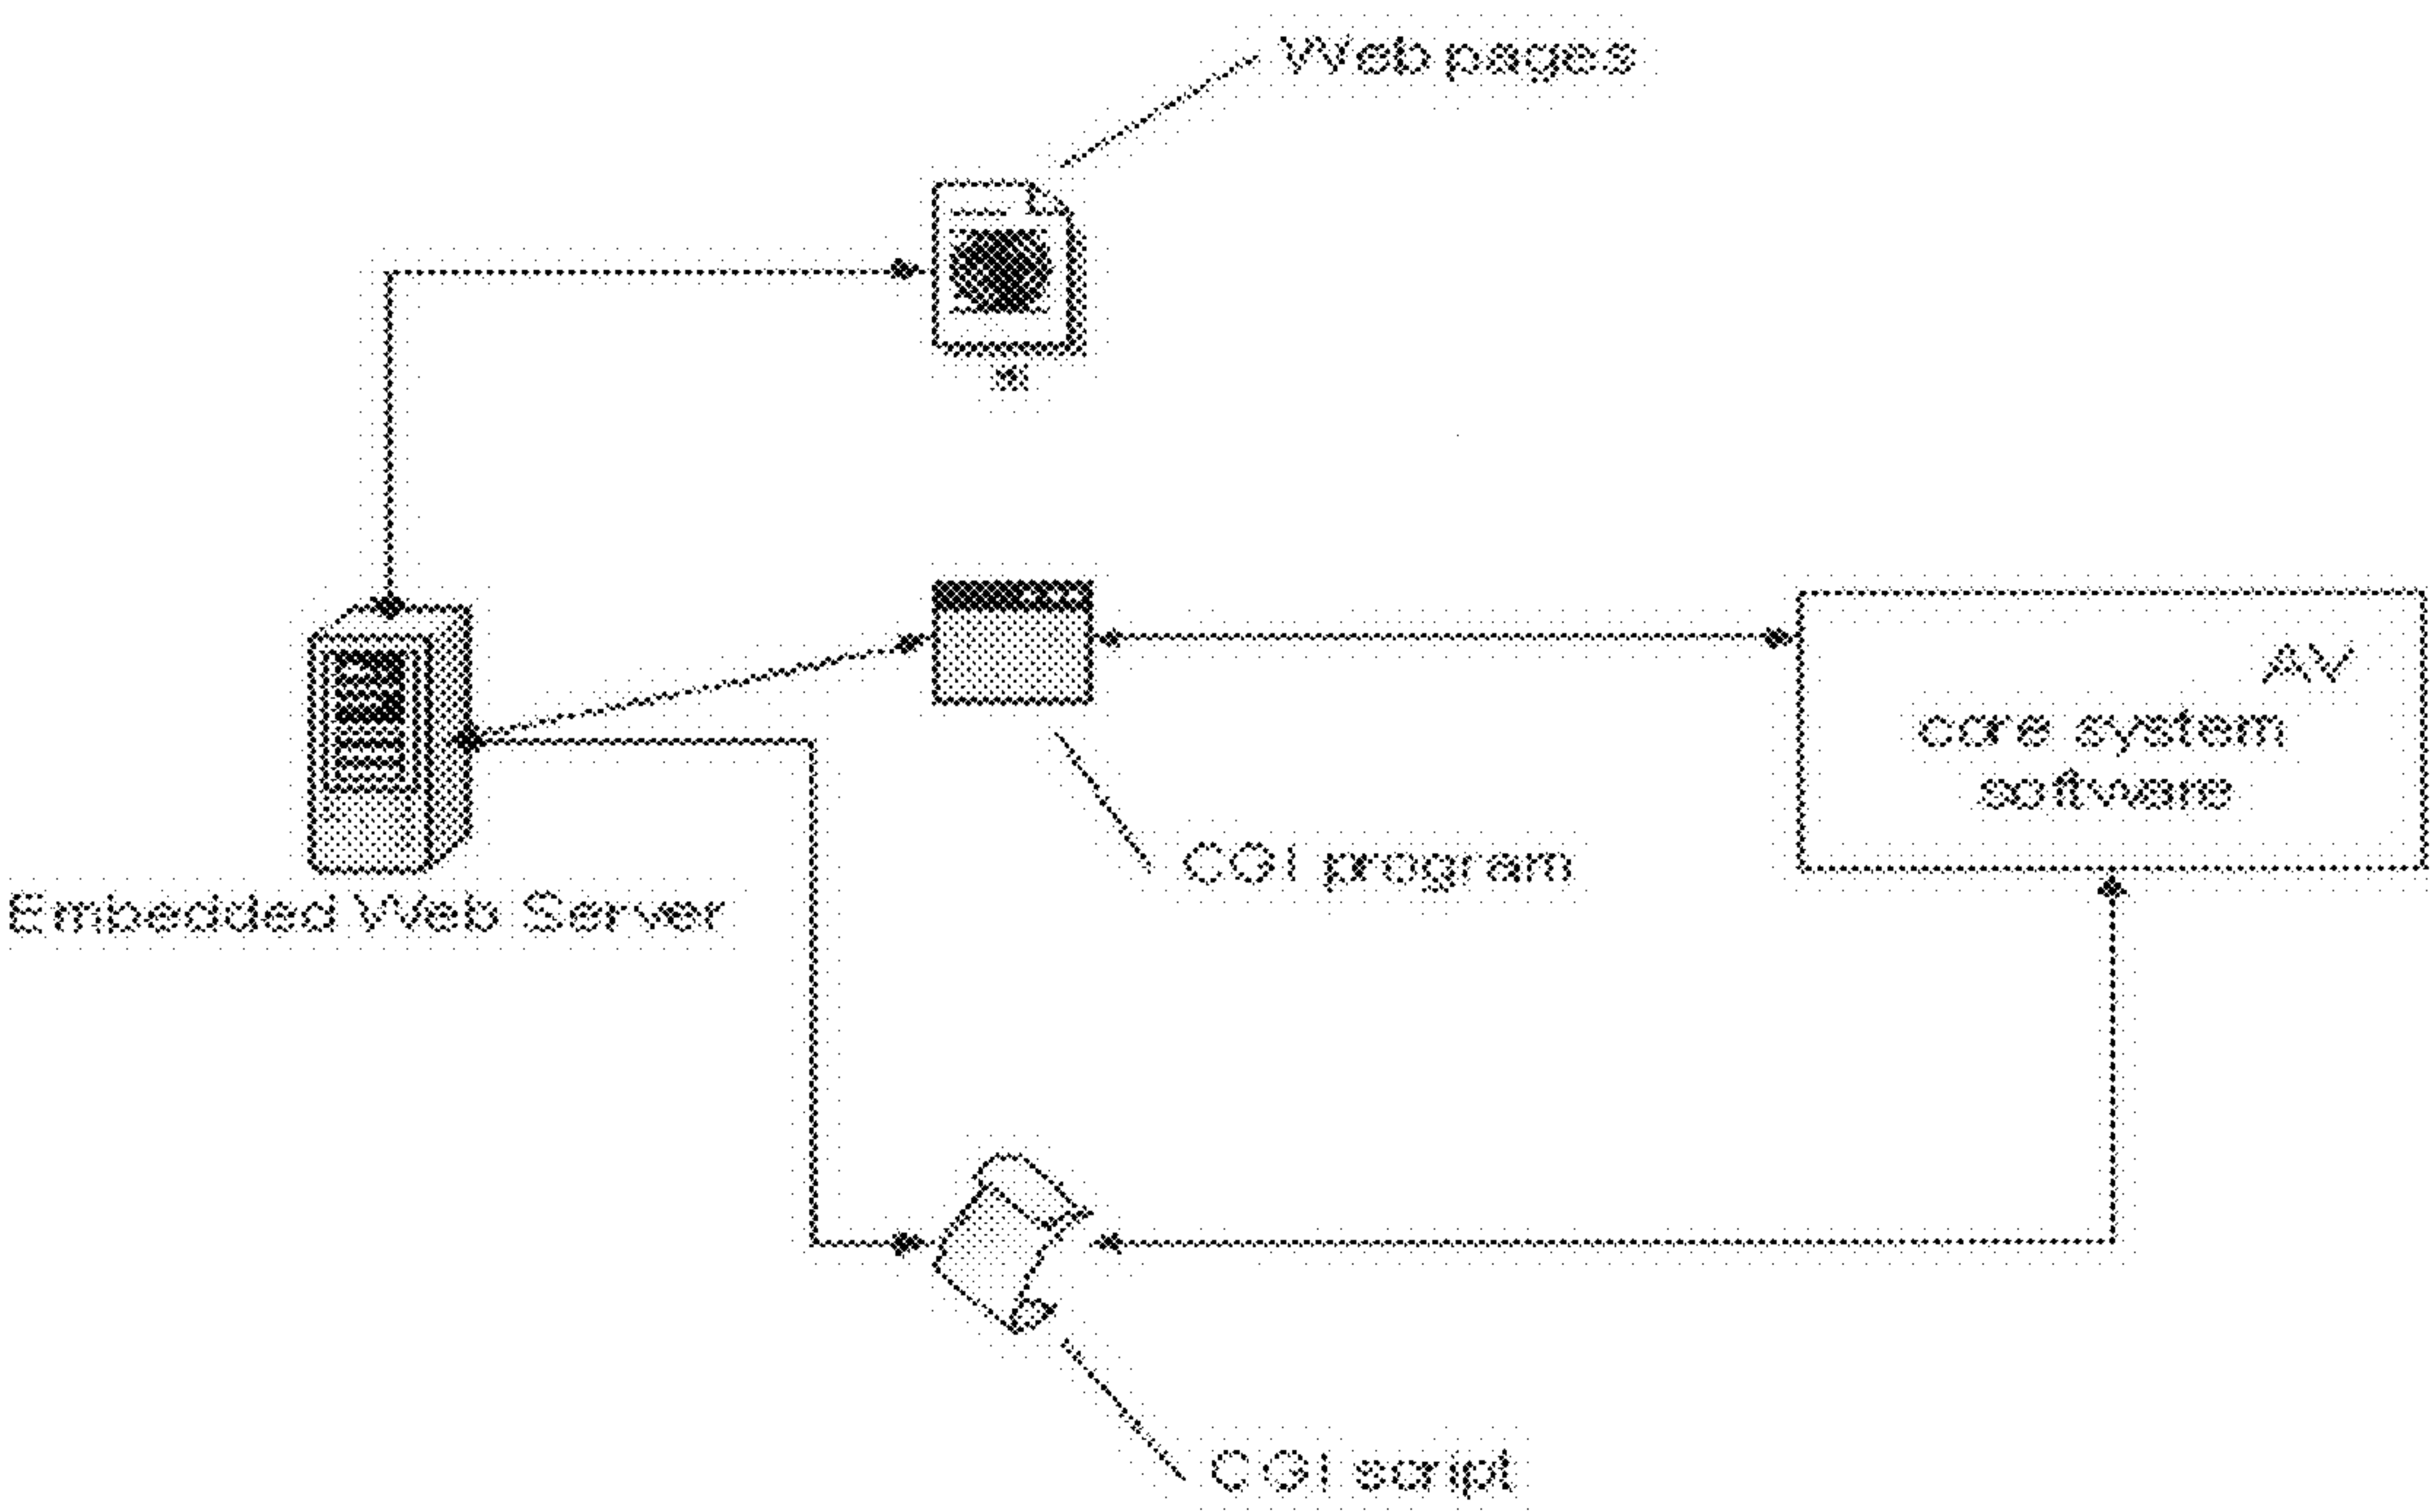 Web pages
AV
core system
software
CGI program
Embedded Web Server
CGI script